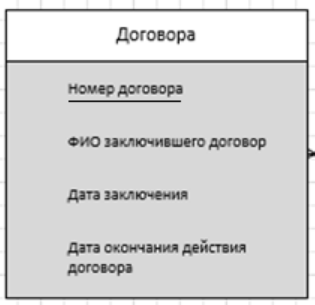 Договора
Номер договора
ФИО заключившего договор
Дата заключения
Дата окончания действия
договора